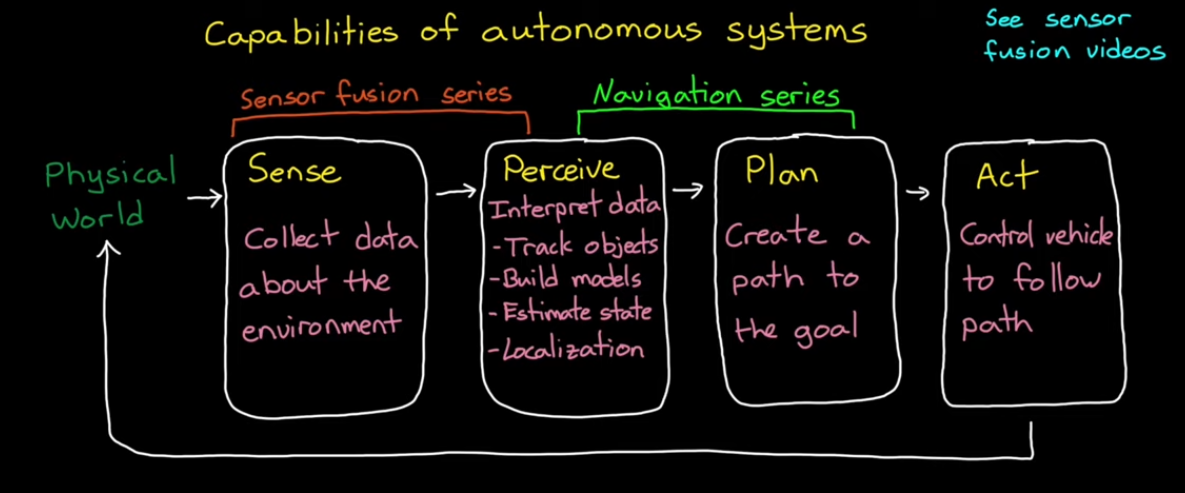 Capabilities of autonomous systems
See sensor
fusion videos
Sensor fusion series
Navigation series
Physical
World
Sense
Collect data
about the
environment
Perceive
Interpret data
-Track objects
-Build models
-Estimate state
-Localization
Plan
Create a
path to
the goal
Act
Control vehicle
to follow
path